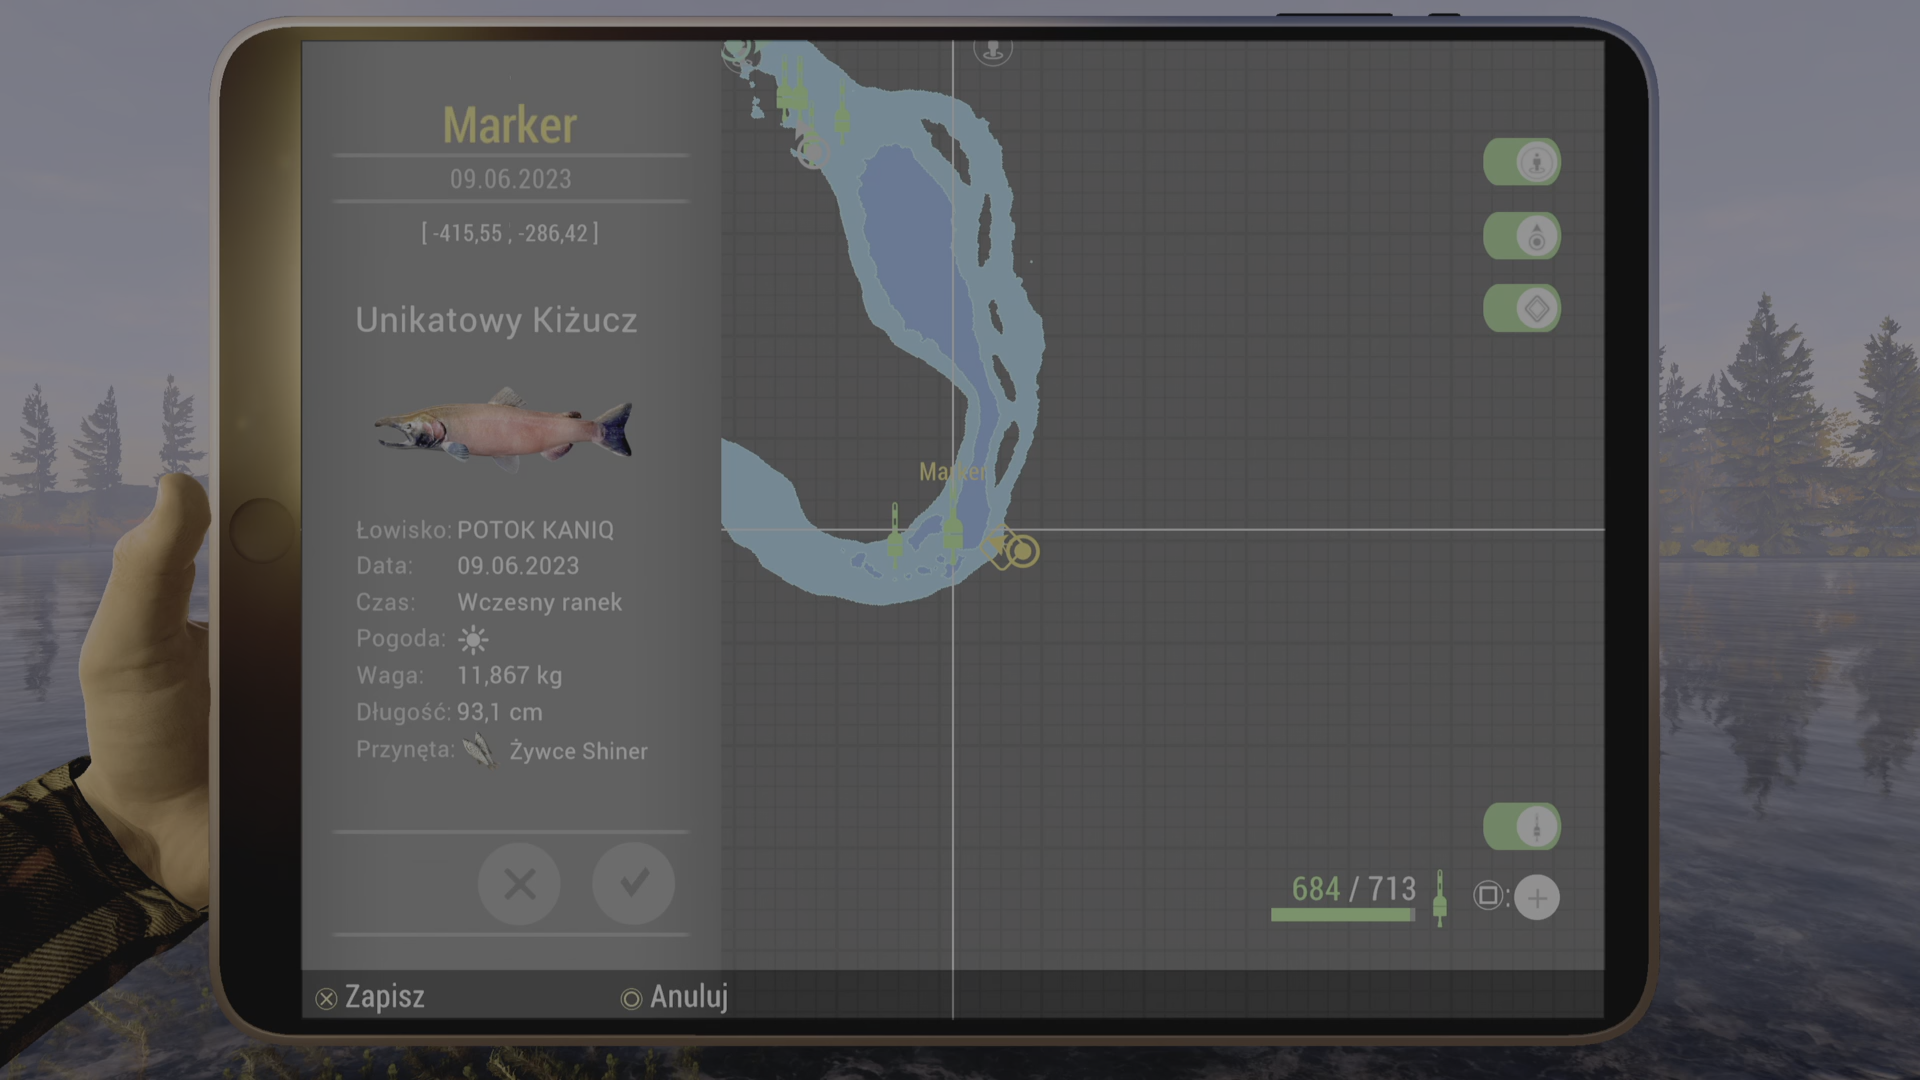 Marker
09.06.2023
[ -415,55 , -286,42 ]
Unikatowy Kiżucz
Łowisko: POTOK KANIQ
Data: 09.06.2023
Czas: Wczesny ranek
Pogoda:
Waga: 11,867 kg
Długość: 93,1 cm
Przynęta: Żywce Shiner
Zapisz
Anuluj
Marker
684 / 713
: